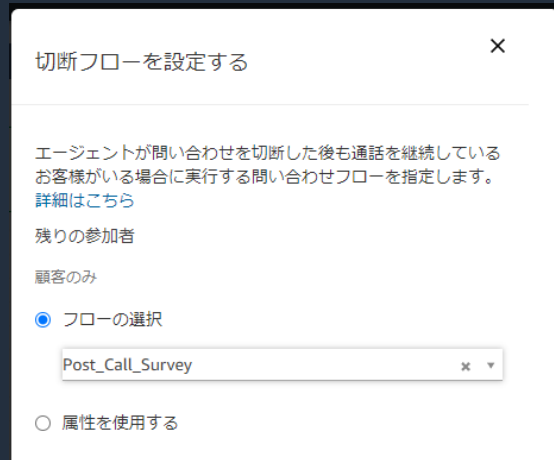 切断フローを設定する
エージェントが問い合わせを切断した後も通話を継続している
お客様がいる場合に実行する問い合わせフローを指定します。
詳細はこちら
残りの参加者
顧客のみ
フローの選択
Post_Call_Survey
属性を使用する